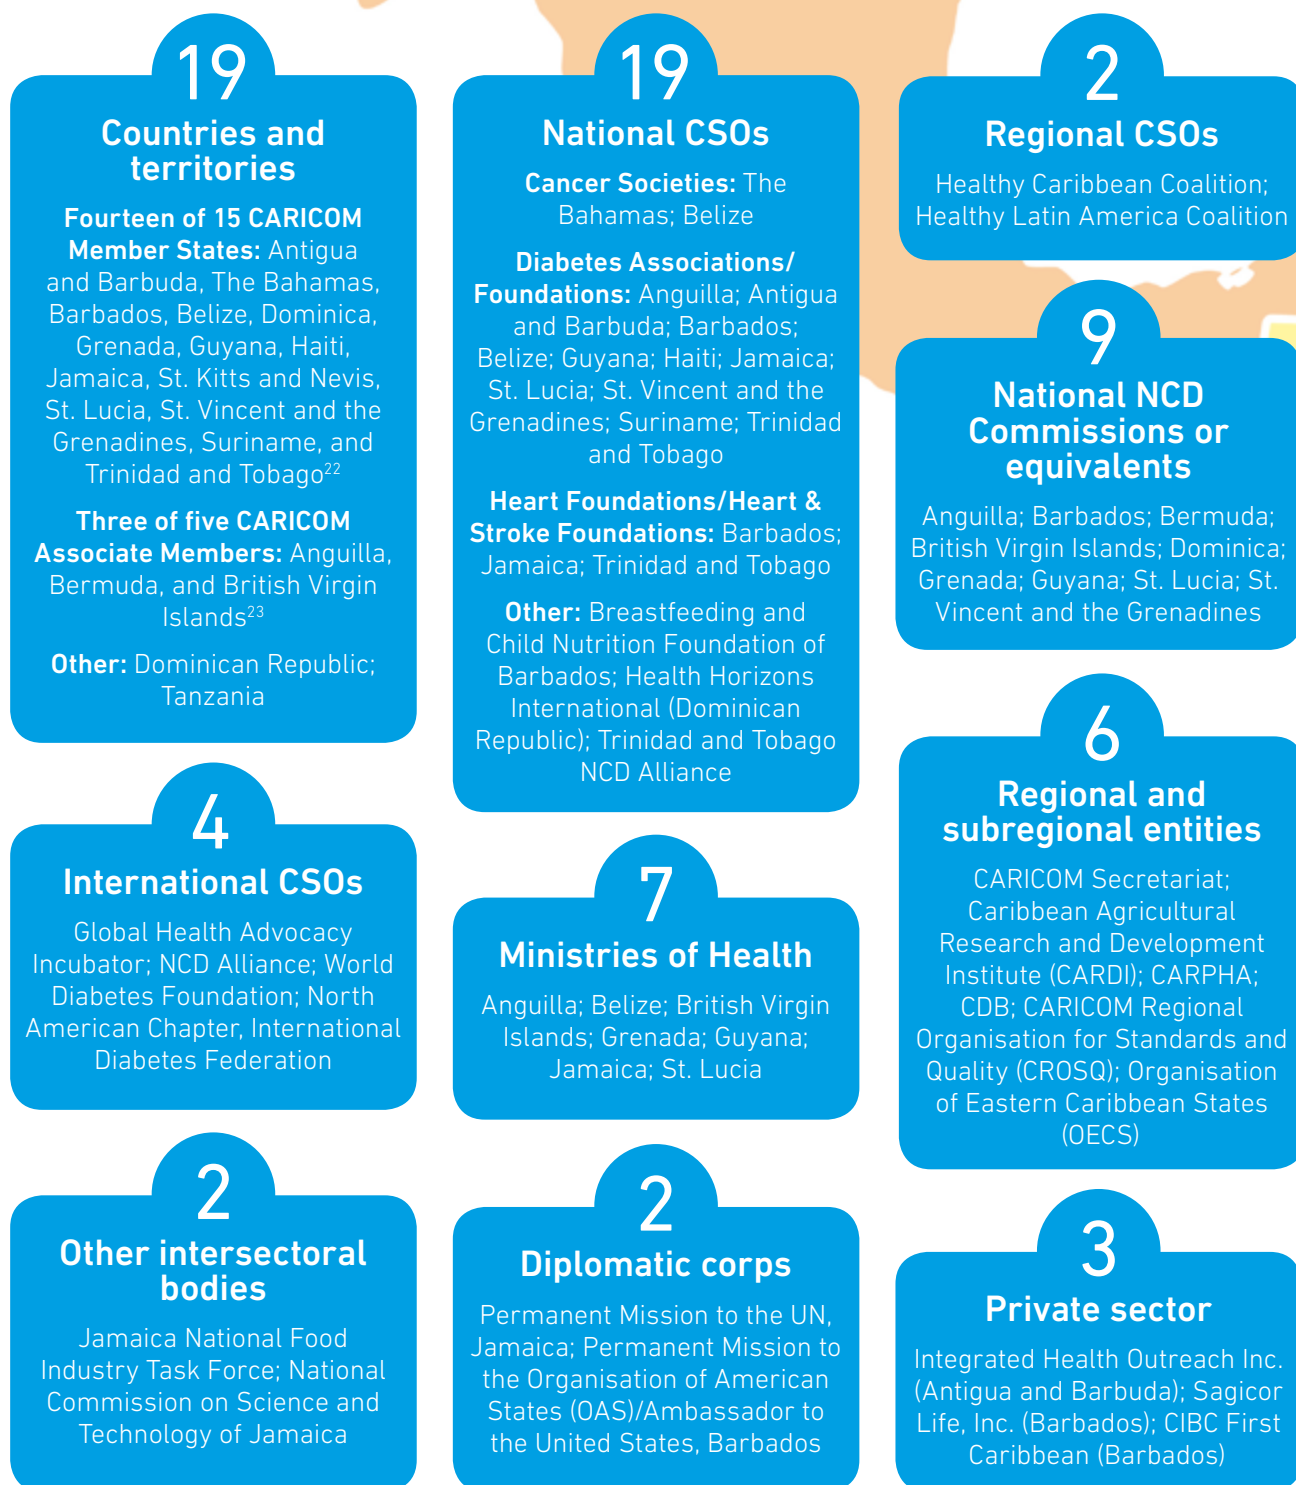 19
Countries and
territories
Fourteen of 15 CARICOM
Member States: Antigua
and Barbuda, The Bahamas,
Barbados, Belize, Dominica,
Grenada, Guyana, Haiti,
Jamaica, St. Kitts and Nevis,
St. Lucia, St. Vincent and the
Grenadines, Suriname, and
Trinidad and Tobago²²
Three of five CARICOM
Associate Members: Anguilla,
Bermuda, and British Virgin
Islands²³
Other: Dominican Republic;
Tanzania
4
International CSOs
Global Health Advocacy
Incubator; NCD Alliance; World
Diabetes Foundation; North
American Chapter, International
Diabetes Federation
2
Other intersectoral
bodies
Jamaica National Food
Industry Task Force; National
Commission on Science and
Technology of Jamaica
19
National CSOs
Cancer Societies: The
Bahamas; Belize
Diabetes Associations/
Foundations: Anguilla; Antigua
and Barbuda; Barbados;
Belize; Guyana; Haiti; Jamaica;
St. Lucia; St. Vincent and the
Grenadines; Suriname; Trinidad
and Tobago
Heart Foundations/Heart &
Stroke Foundations: Barbados;
Jamaica; Trinidad and Tobago
Other: Breastfeeding and
Child Nutrition Foundation of
Barbados; Health Horizons
International (Dominican
Republic); Trinidad and Tobago
NCD Alliance
7
Ministries of Health
Anguilla; Belize; British Virgin
Islands; Grenada; Guyana;
Jamaica; St. Lucia
2
Diplomatic corps
Permanent Mission to the UN,
Jamaica; Permanent Mission to
the Organisation of American
States (OAS)/Ambassador to
the United States, Barbados
2
Regional CSOs
Healthy Caribbean Coalition;
Healthy Latin America Coalition
9
National NCD
Commissions or
equivalents
Anguilla; Barbados; Bermuda;
British Virgin Islands; Dominica;
Grenada; Guyana; St. Lucia; St.
Vincent and the Grenadines
6
Regional and
subregional entities
CARICOM Secretariat;
Caribbean Agricultural
Research and Development
Institute (CARDI); CARPHA;
CDB; CARICOM Regional
Organisation for Standards and
Quality (CROSQ); Organisation
of Eastern Caribbean States
(OECS)
3
Private sector
Integrated Health Outreach Inc.
(Antigua and Barbuda); Sagicor
Life, Inc. (Barbados); CIBC First
Caribbean (Barbados)